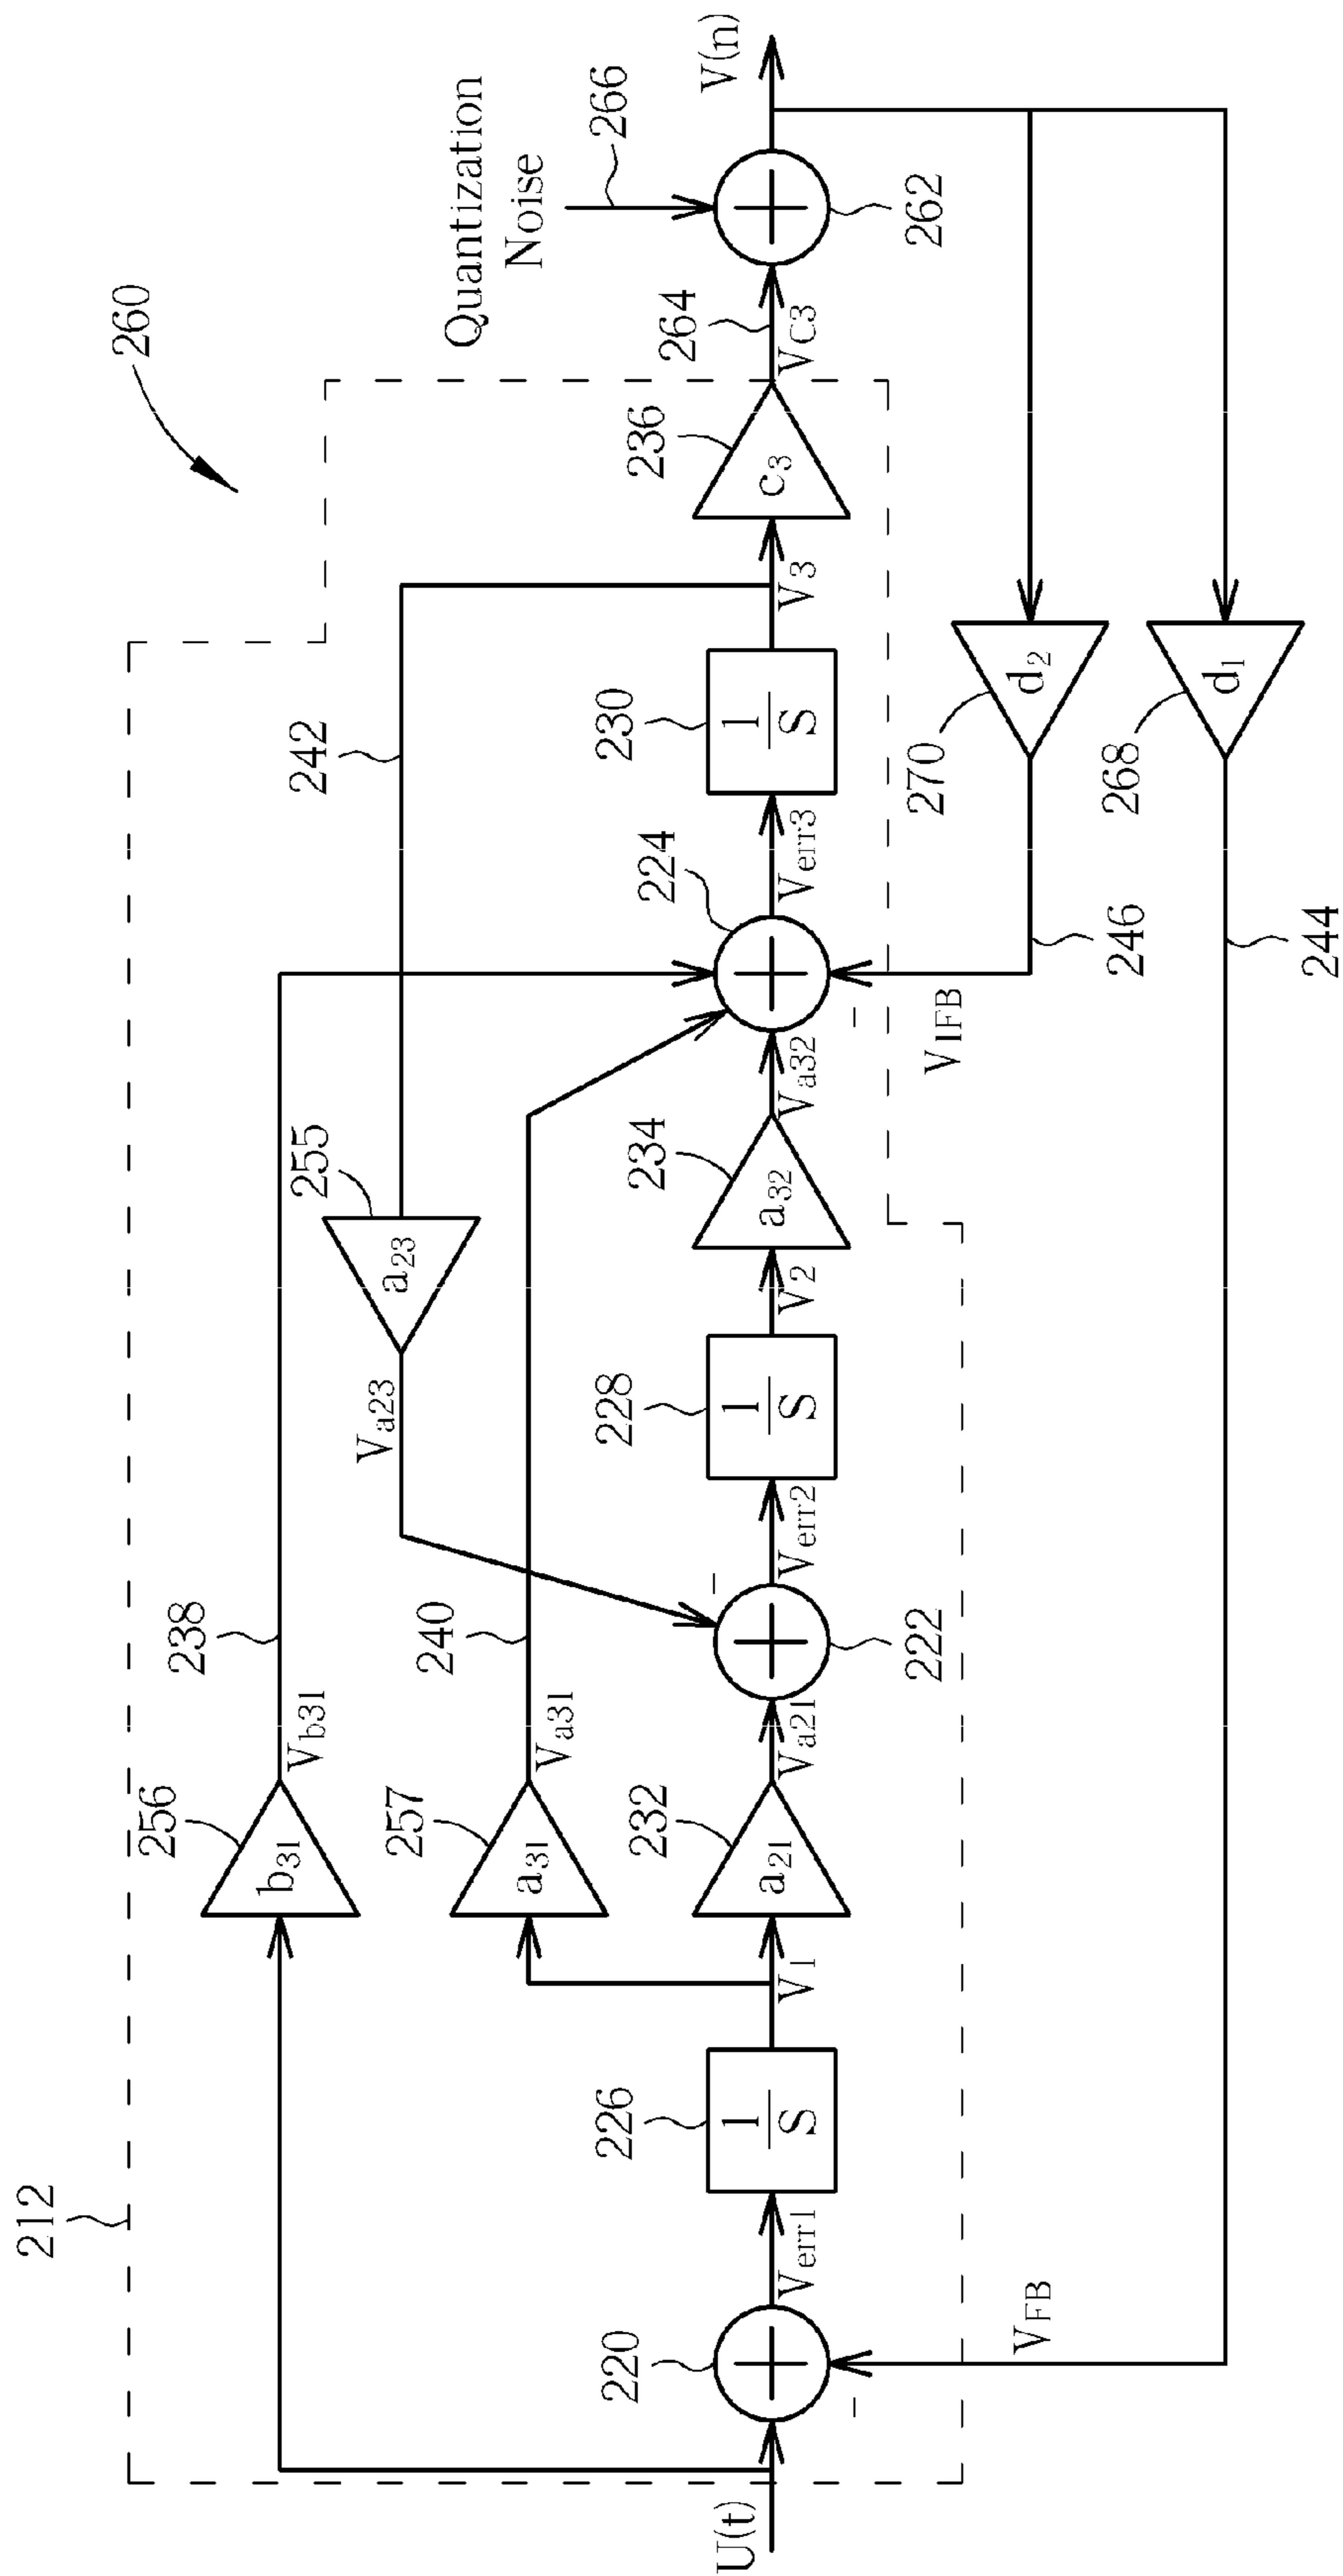 260
212
256
b31
Vb31
238
242
255
a23
Va23
257
a31
Va31
240
Quantization
Noise
266
U(t)
220
Verr1
226
1
S
V1
232
a21
Va21
222
-
Verr2
228
1
S
V2
234
a32
Va32
224
Verr3
230
1
S
V3
236
c3
264
VC3
262
V(n)
-
-
VFB
VIFB
246
270
d2
244
268
d1